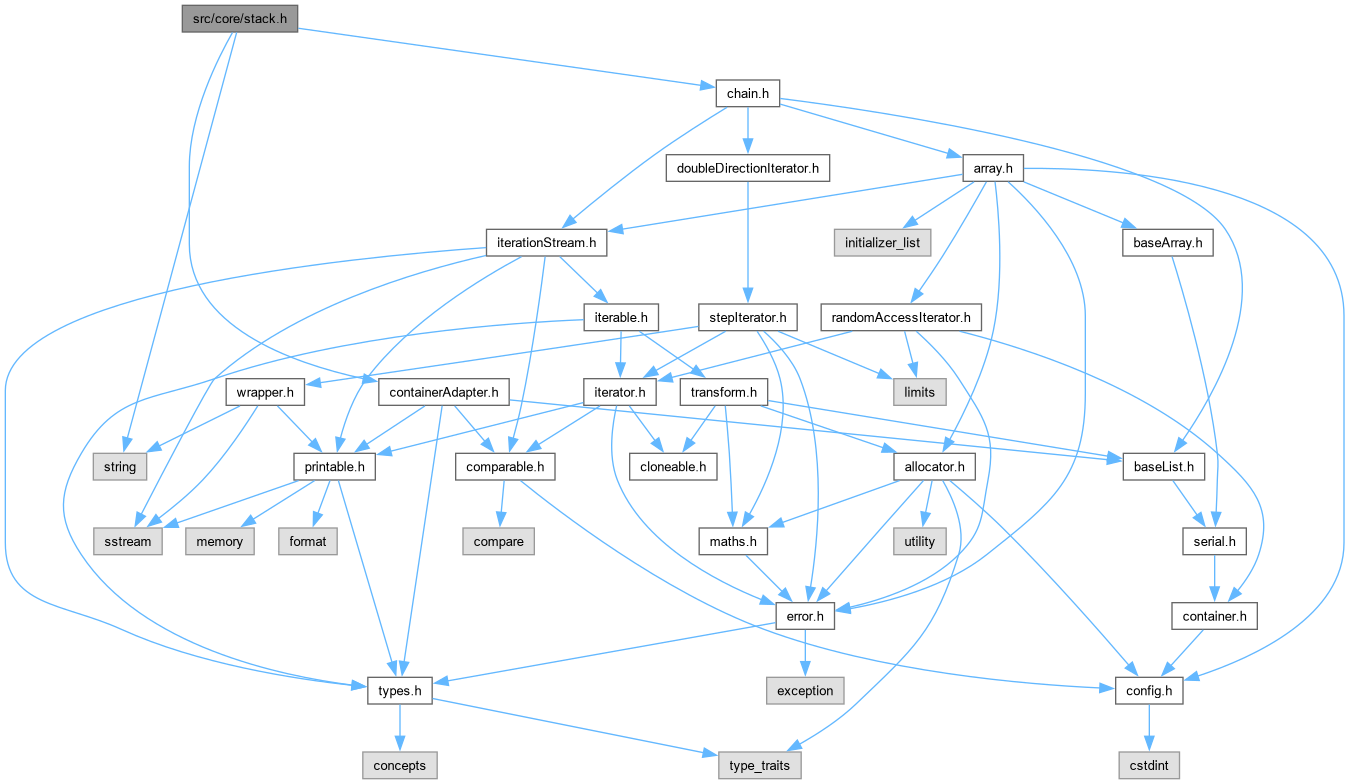 src/core/stack.h
chain.h
doubleDirectionIterator.h
array.h
iterationStream.h
initializer_list
baseArray.h
iterable.h
stepIterator.h
randomAccessIterator.h
wrapper.h
containerAdapter.h
iterator.h
transform.h
limits
string
printable.h
comparable.h
cloneable.h
allocator.h
baseList.h
sstream
memory
format
compare
maths.h
utility
serial.h
error.h
container.h
types.h
exception
config.h
concepts
type_traits
cstdint